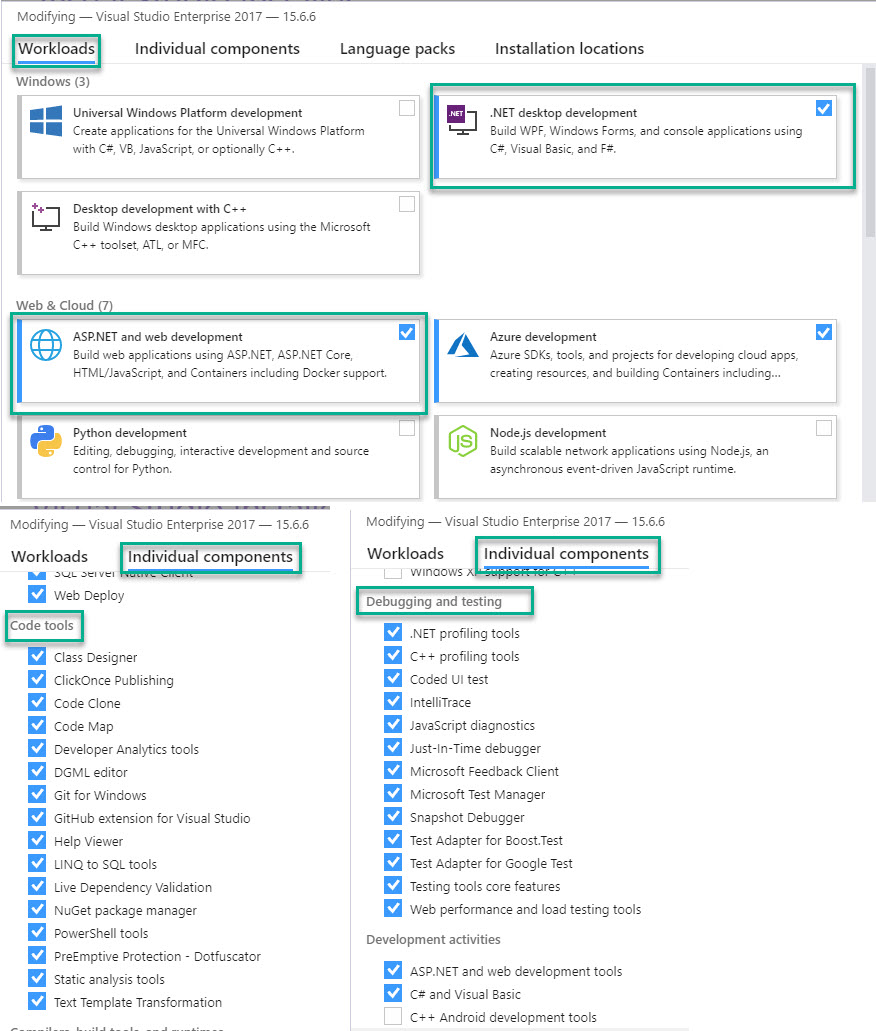 Modifying — Visual Studio Enterprise 2017 — 15.6.6
Workloads
Individual components
Language packs
Installation locations
Windows (3)
Universal Windows Platform development
Create applications for the Universal Windows Platform
with C#, VB, JavaScript, or optionally C++.
.NET
.NET desktop development
Build WPF, Windows Forms, and console applications using
C#, Visual Basic, and F#.
Desktop development with C++
Build Windows desktop applications using the Microsoft
C++ toolset, ATL, or MFC.
Web & Cloud (7)
ASP.NET and web development
Build web applications using ASP.NET, ASP.NET Core,
HTML/JavaScript, and Containers including Docker support.
Azure development
Azure SDKs, tools, and projects for developing cloud apps,
creating resources, and building Containers including...
Python development
Editing, debugging, interactive development and source
control for Python.
JS
Node.js development
Build scalable network applications using Node.js, an
asynchronous event-driven JavaScript runtime.
Modifying — Visual Studio Enterprise 2017 — 15.6.6
Workloads
Individual components
SQL Server Native Client
Web Deploy
Code tools
Class Designer
ClickOnce Publishing
Code Clone
Code Map
Developer Analytics tools
DGML editor
Git for Windows
GitHub extension for Visual Studio
Help Viewer
LINQ to SQL tools
Live Dependency Validation
NuGet package manager
PowerShell tools
PreEmptive Protection - Dotfuscator
Static analysis tools
Text Template Transformation
Compilers, build tools, and runtimes
Modifying — Visual Studio Enterprise 2017 — 15.6.6
Workloads
Individual components
Windows XP support for C++
Debugging and testing
.NET profiling tools
C++ profiling tools
Coded UI test
IntelliTrace
JavaScript diagnostics
Just-In-Time debugger
Microsoft Feedback Client
Microsoft Test Manager
Snapshot Debugger
Test Adapter for Boost.Test
Test Adapter for Google Test
Testing tools core features
Web performance and load testing tools
Development activities
ASP.NET and web development tools
C# and Visual Basic
C++ Android development tools